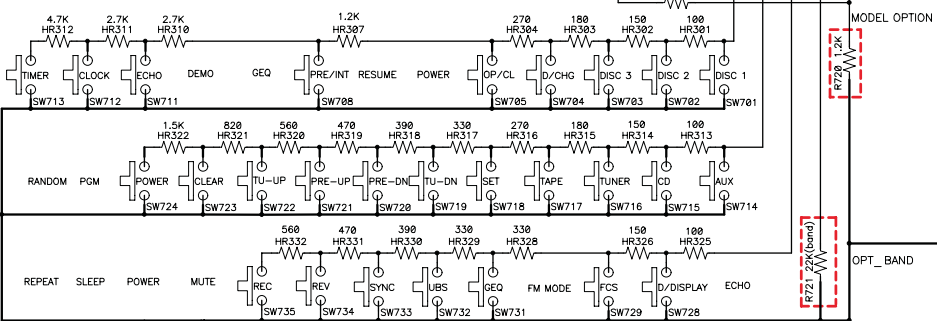 MODEL OPTION
4.7K 2.7K 2.7K 1.2K 270 180 150 100
HR312 HR311 HR310 HR307 HR304 HR303 HR302 HR301
R720 1.2K
TIMER CLOCK ECHO DEMO GEQ PRE/INT RESUME POWER OP/CL D/CHG DISC 3 DISC 2 DISC 1
SW713 SW712 SW711 SW708 SW705 SW704 SW703 SW702 SW701
1.5K 820 560 470 390 330 270 180 150 100
HR322 HR321 HR320 HR319 HR318 HR317 HR316 HR315 HR314 HR313
RANDOM PGM POWER CLEAR TU-UP PRE-UP PRE-DN TU-DN SET TAPE TUNER CD AUX
SW724 SW723 SW722 SW721 SW720 SW719 SW718 SW717 SW716 SW715 SW714
560 470 390 330 330 150 100
HR332 HR331 HR330 HR329 HR328 HR326 HR325
R721 22K(bond)
OPT_BAND
REPEAT SLEEP POWER MUTE REC REV SYNC UBS GEQ FM MODE FCS D/DISPLAY ECHO
SW735 SW734 SW733 SW732 SW731 SW729 SW728